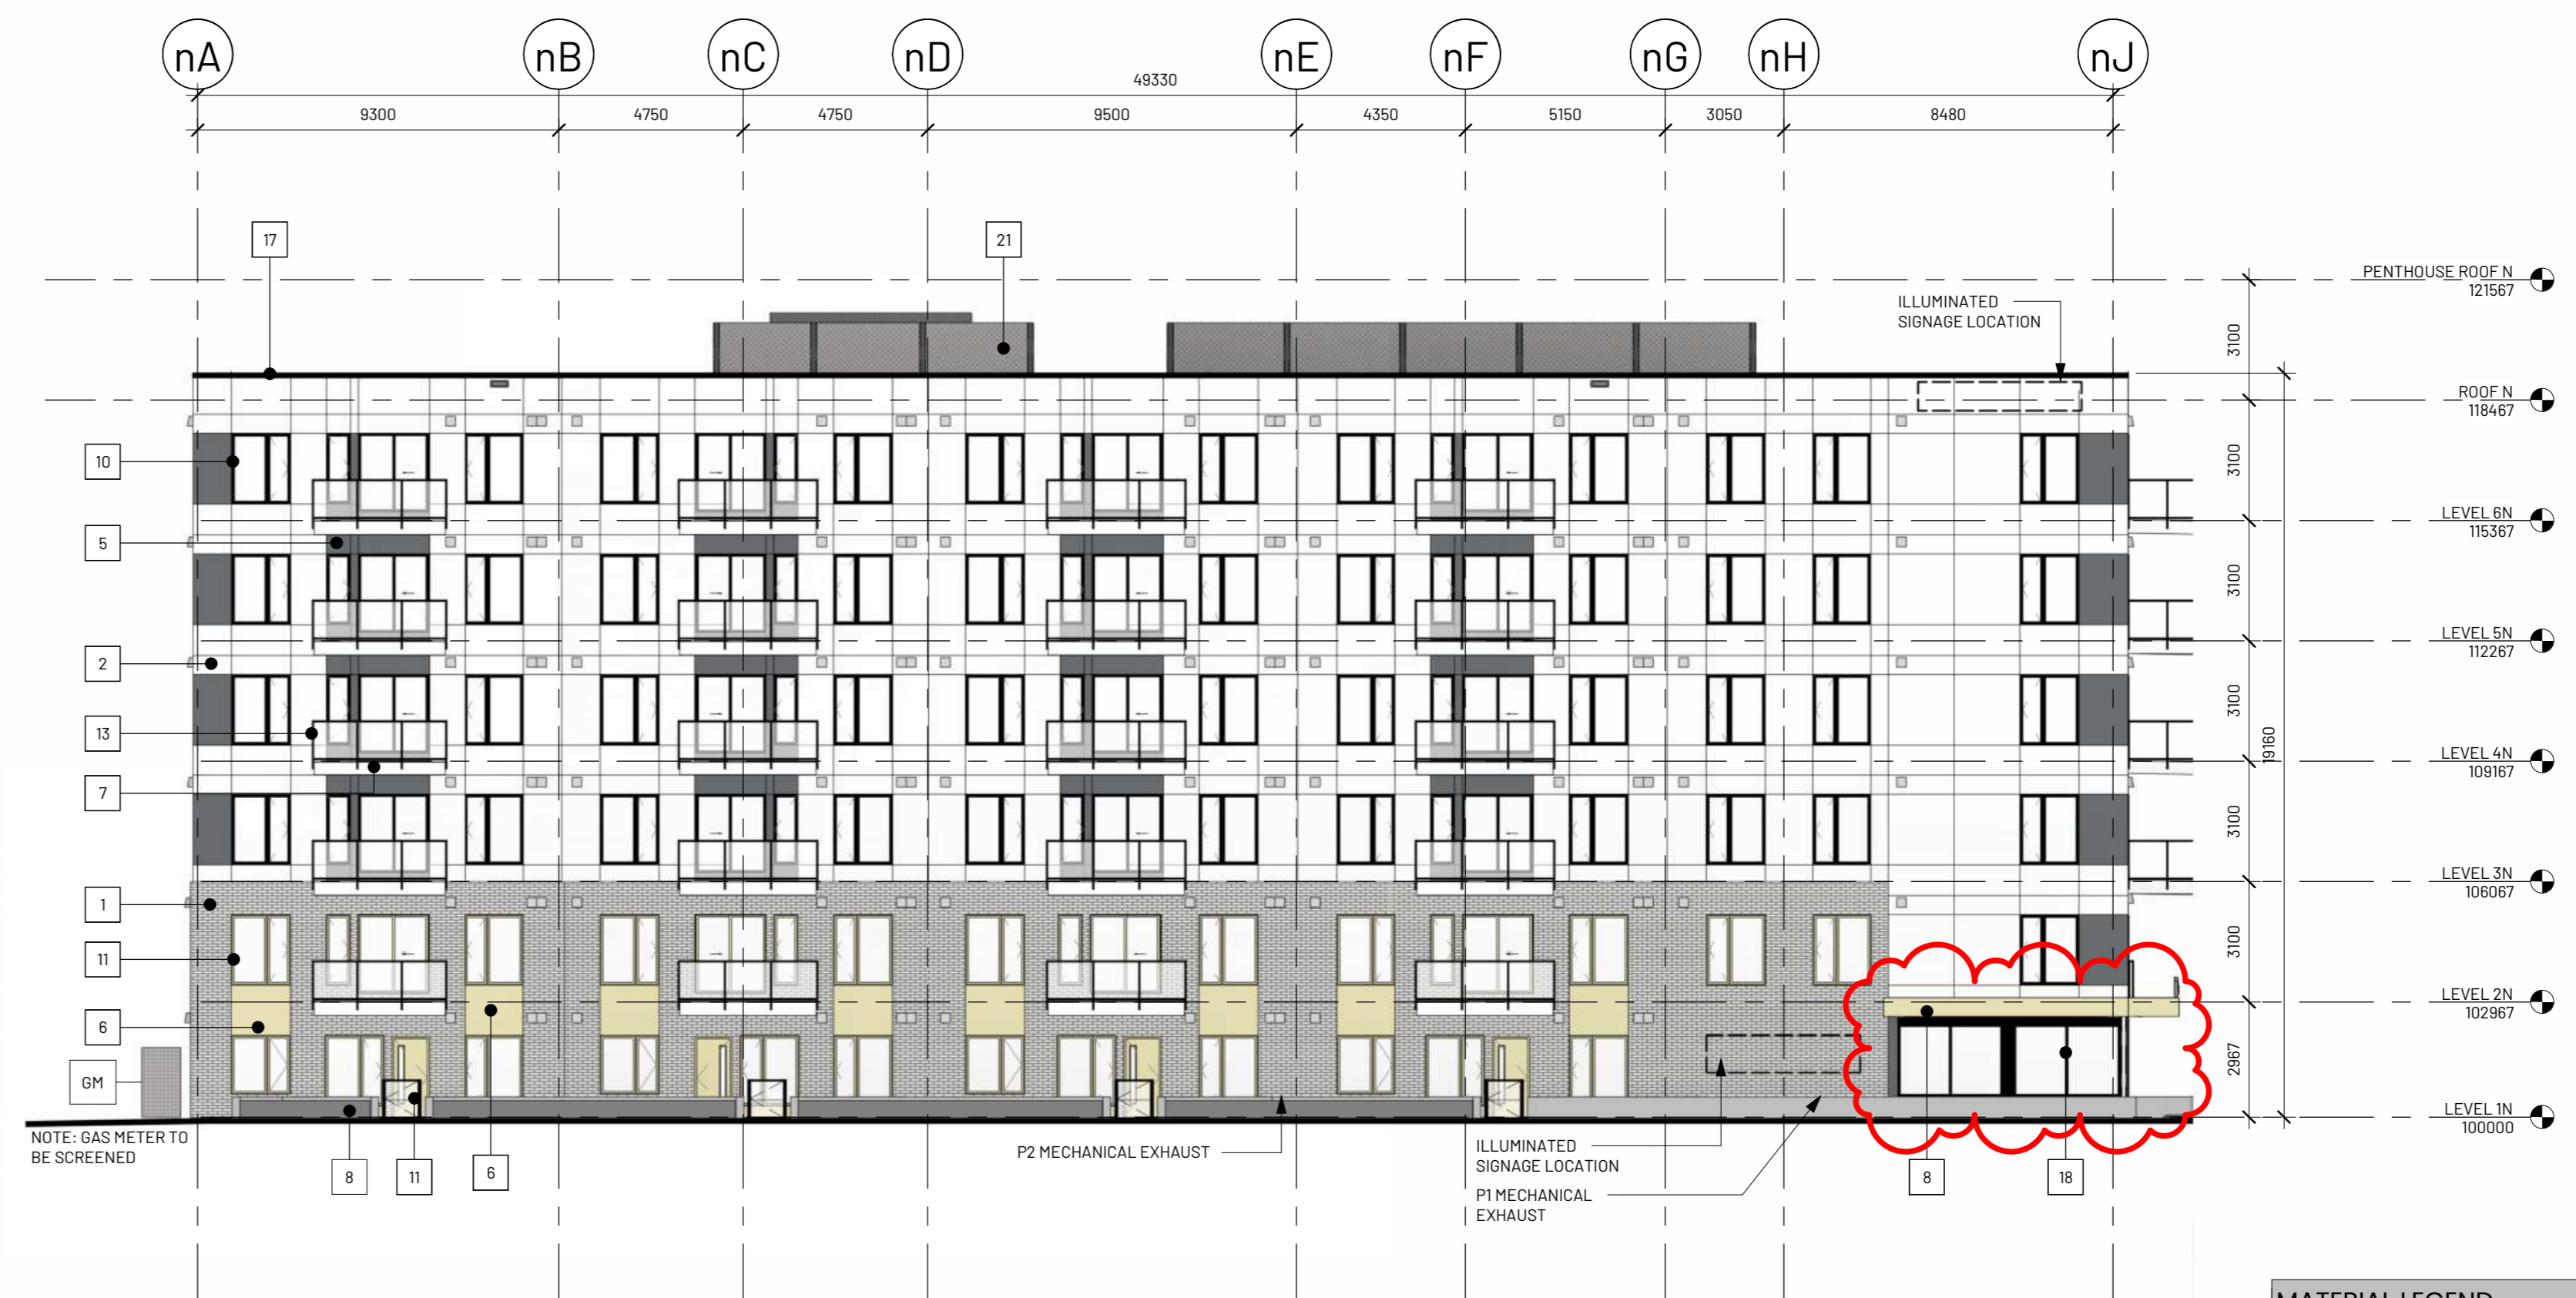 nA nB nC nD nE nF nG nH nJ
49330
9300 4750 4750 9500 4350 5150 3050 8480
17
21
PENTHOUSE ROOF N
121567
ILLUMINATED
SIGNAGE LOCATION
3100
ROOF N
118467
10
3100
LEVEL 6N
115367
5
3100
LEVEL 5N
112267
2
3100
13
19160
LEVEL 4N
109167
7
3100
LEVEL 3N
106067
1
3100
11
LEVEL 2N
102967
6
2967
GM
LEVEL 1N
100000
NOTE: GAS METER TO
BE SCREENED
8
11
6
P2 MECHANICAL EXHAUST
ILLUMINATED
SIGNAGE LOCATION
P1 MECHANICAL
EXHAUST
8
18
MATERIAL LEGEND